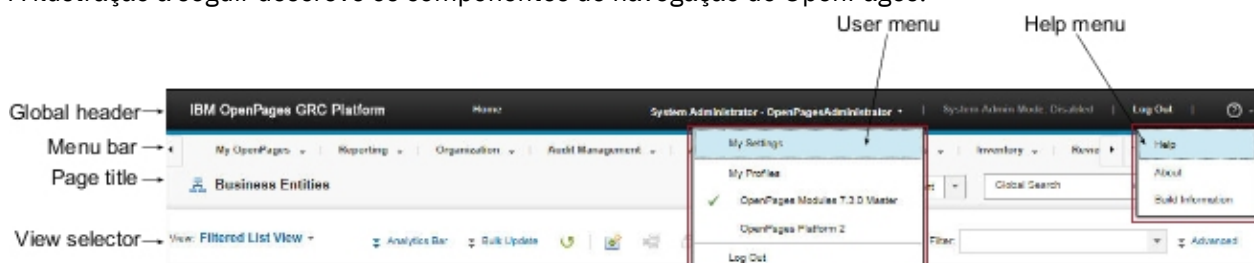 A ilustração a seguir descreve os componentes de navegação do OpenPages.
User menu
Help menu
Global header
IBM OpenPages GRC Platform
Home
System Administrator - OpenPagesAdministrator
System Admin Mode: Disabled
Log Out
Menu bar
My OpenPages
Reporting
Organization
Audit Management
My Settings
Inventory
Help
Page title
Business Entities
My Profiles
Global Search
About
OpenPages Modules 7.3.0 Master
Build Information
OpenPages Platform 2
View selector
View: Filtered List View
Analytics Bar
Bulk Update
Filter:
Advanced
Log Out